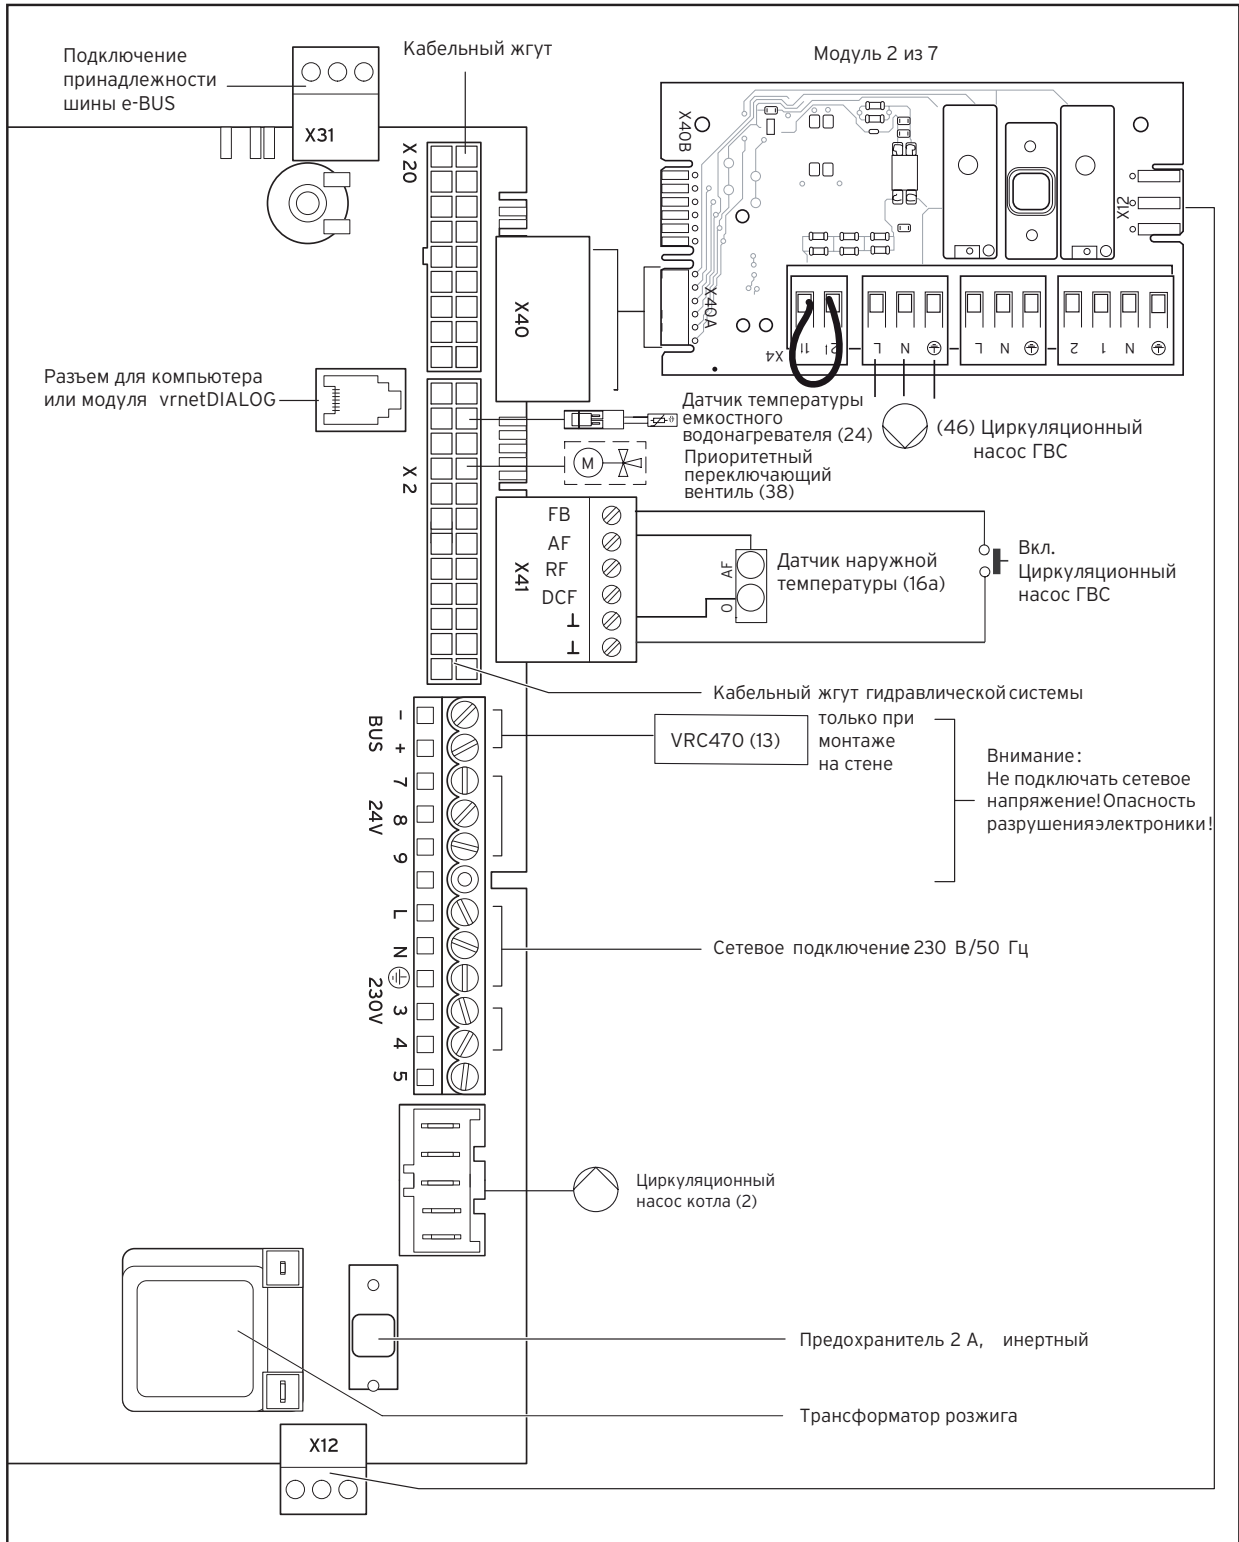 Подключение
принадлежности
шины e-BUS
X31
Кабельный жгут
X 20
Модуль 2 из 7
X40B
X40A
X12
X4
11 21
L N
L N
2 1 N
X40
Разъем для компьютера
или модуля vrnetDIALOG
X 2
Датчик температуры
емкостного
водонагревателя (24)
Приоритетный
переключающий
вентиль (38)
M
(46) Циркуляционный
насос ГВС
X41
FB
AF
RF
DCF
AF
0
Датчик наружной
температуры (16a)
Вкл.
Циркуляционный
насос ГВС
Кабельный жгут гидравлической системы
BUS
-
+
24V
7
8
9
L
N
230V
3
4
5
VRC470 (13)
только при
монтаже
на стене
Внимание:
Не подключать сетевое
напряжение! Опасность
разрушения электроники!
Сетевое подключение 230 В/50 Гц
Циркуляционный
насос котла (2)
Предохранитель 2 А, инертный
Трансформатор розжига
X12